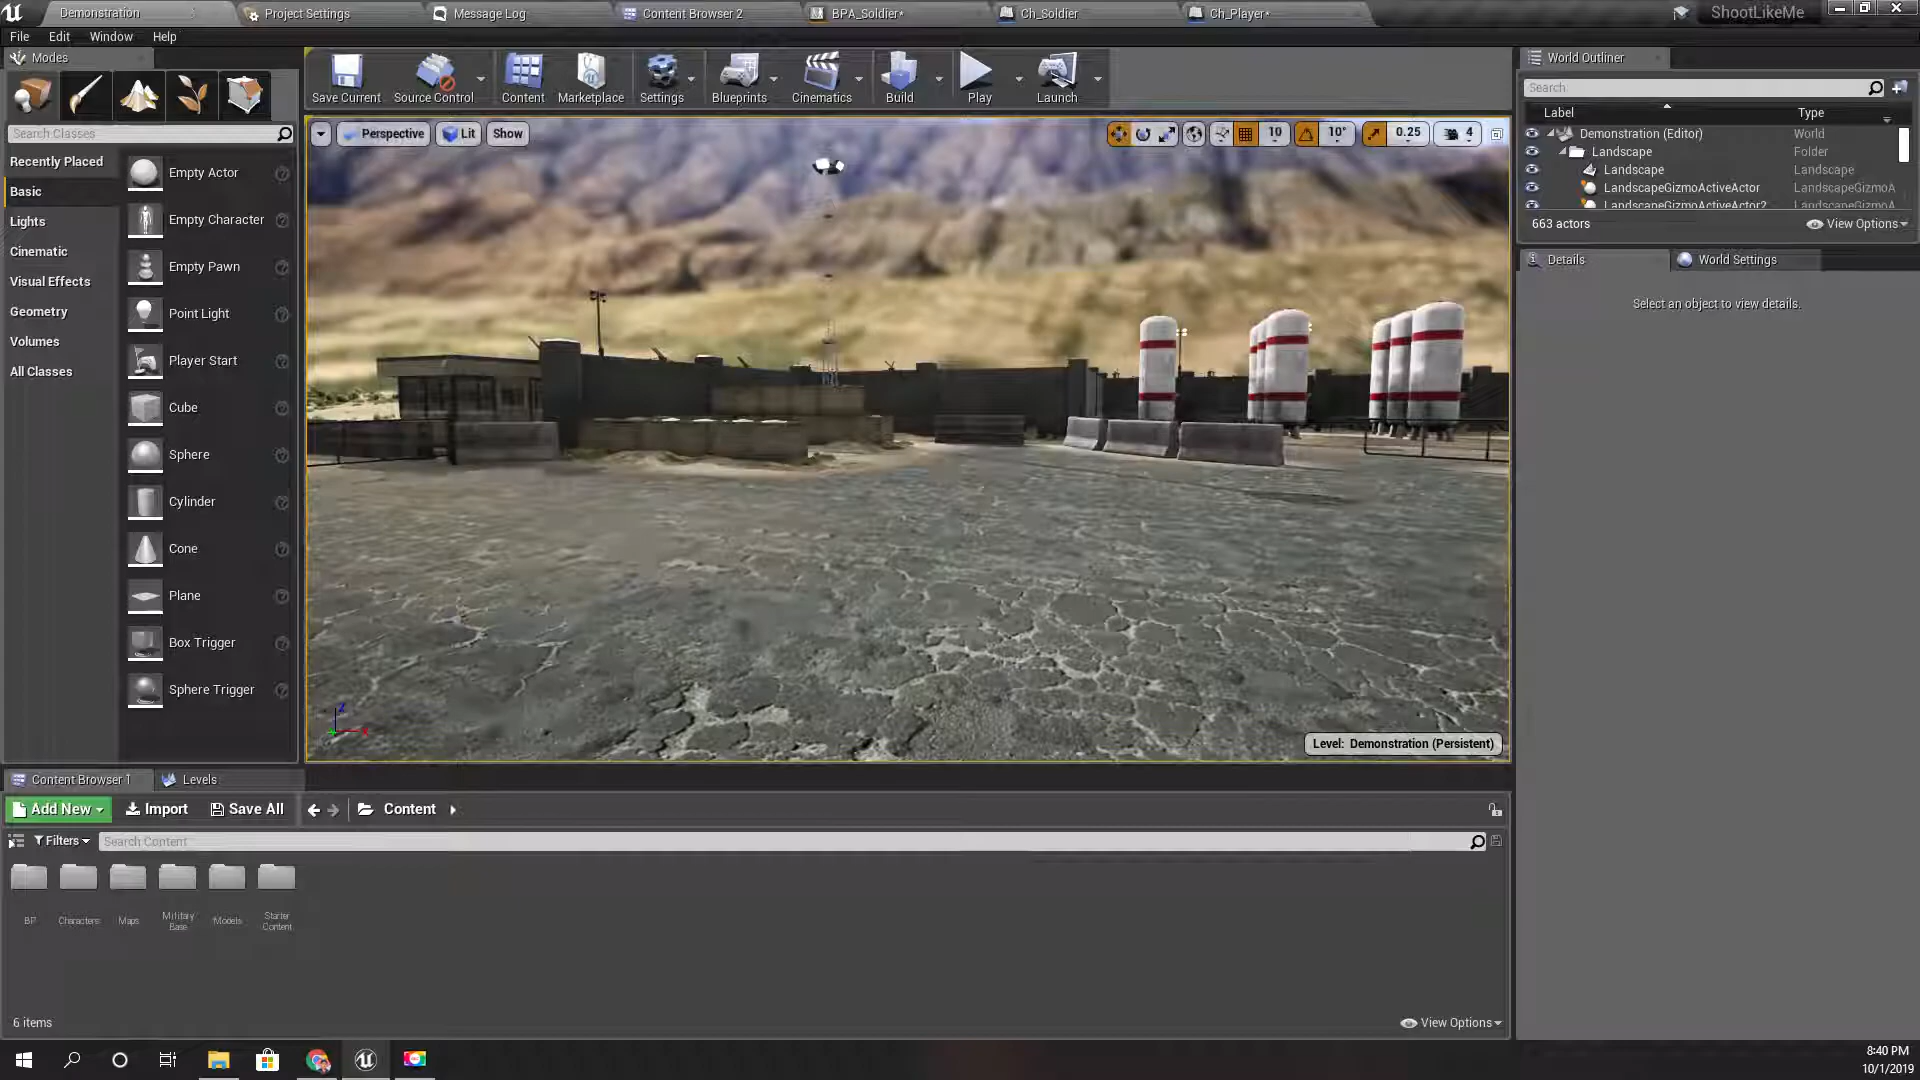 Demonstration
Project Settings
Message Log
Content Browser 2
BPA_Soldier*
Ch_Soldier
Ch_Player*
ShootLikeMe
File
Edit
Window
Help
Modes
Search Classes
Recently Placed
Basic
Lights
Cinematic
Visual Effects
Geometry
Volumes
All Classes
Empty Actor
Empty Character
Empty Pawn
Point Light
Player Start
Cube
Sphere
Cylinder
Cone
Plane
Box Trigger
Sphere Trigger
Save Current
Source Control
Content
Marketplace
Settings
Blueprints
Cinematics
Build
Play
Launch
Perspective
Lit
Show
10
10°
0.25
4
Z
X
Level: Demonstration (Persistent)
World Outliner
Search
Label
Type
Demonstration (Editor)
World
Landscape
Folder
Landscape
Landscape
LandscapeGizmoActiveActor
LandscapeGizmoA
LandscapeGizmoActiveActor2
LandscapeGizmoA
663 actors
View Options
Details
World Settings
Select an object to view details.
Content Browser 1
Levels
Add New
Import
Save All
Content
Filters
Search Content
BP
Characters
Maps
Military
Base
Models
Starter
Content
6 items
View Options
8:40 PM
10/1/2019